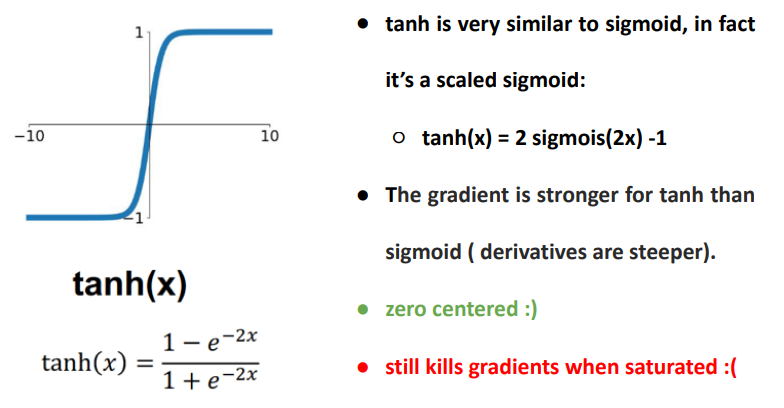 1
−10
10
−1
tanh(x)
tanh(x) = \frac{1 − e^{−2x}}{1 + e^{−2x}}
● tanh is very similar to sigmoid, in fact
it’s a scaled sigmoid:
○ tanh(x) = 2 sigmois(2x) -1
● The gradient is stronger for tanh than
sigmoid ( derivatives are steeper).
● zero centered :)
● still kills gradients when saturated :(